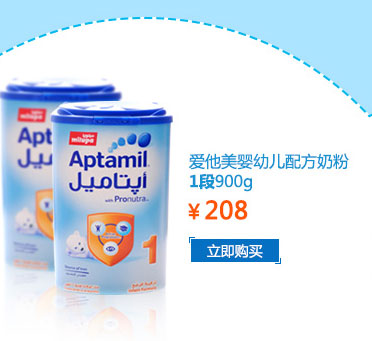 milupa
Aptamil
أبتاميل
with Pronutra
1
爱他美婴幼儿配方奶粉
1段900g
¥ 208
立即购买